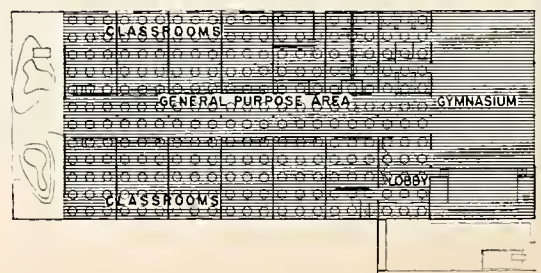 CLASSROOMS
GENERAL PURPOSE AREA
GYMNASIUM
LOBBY
CLASSROOMS